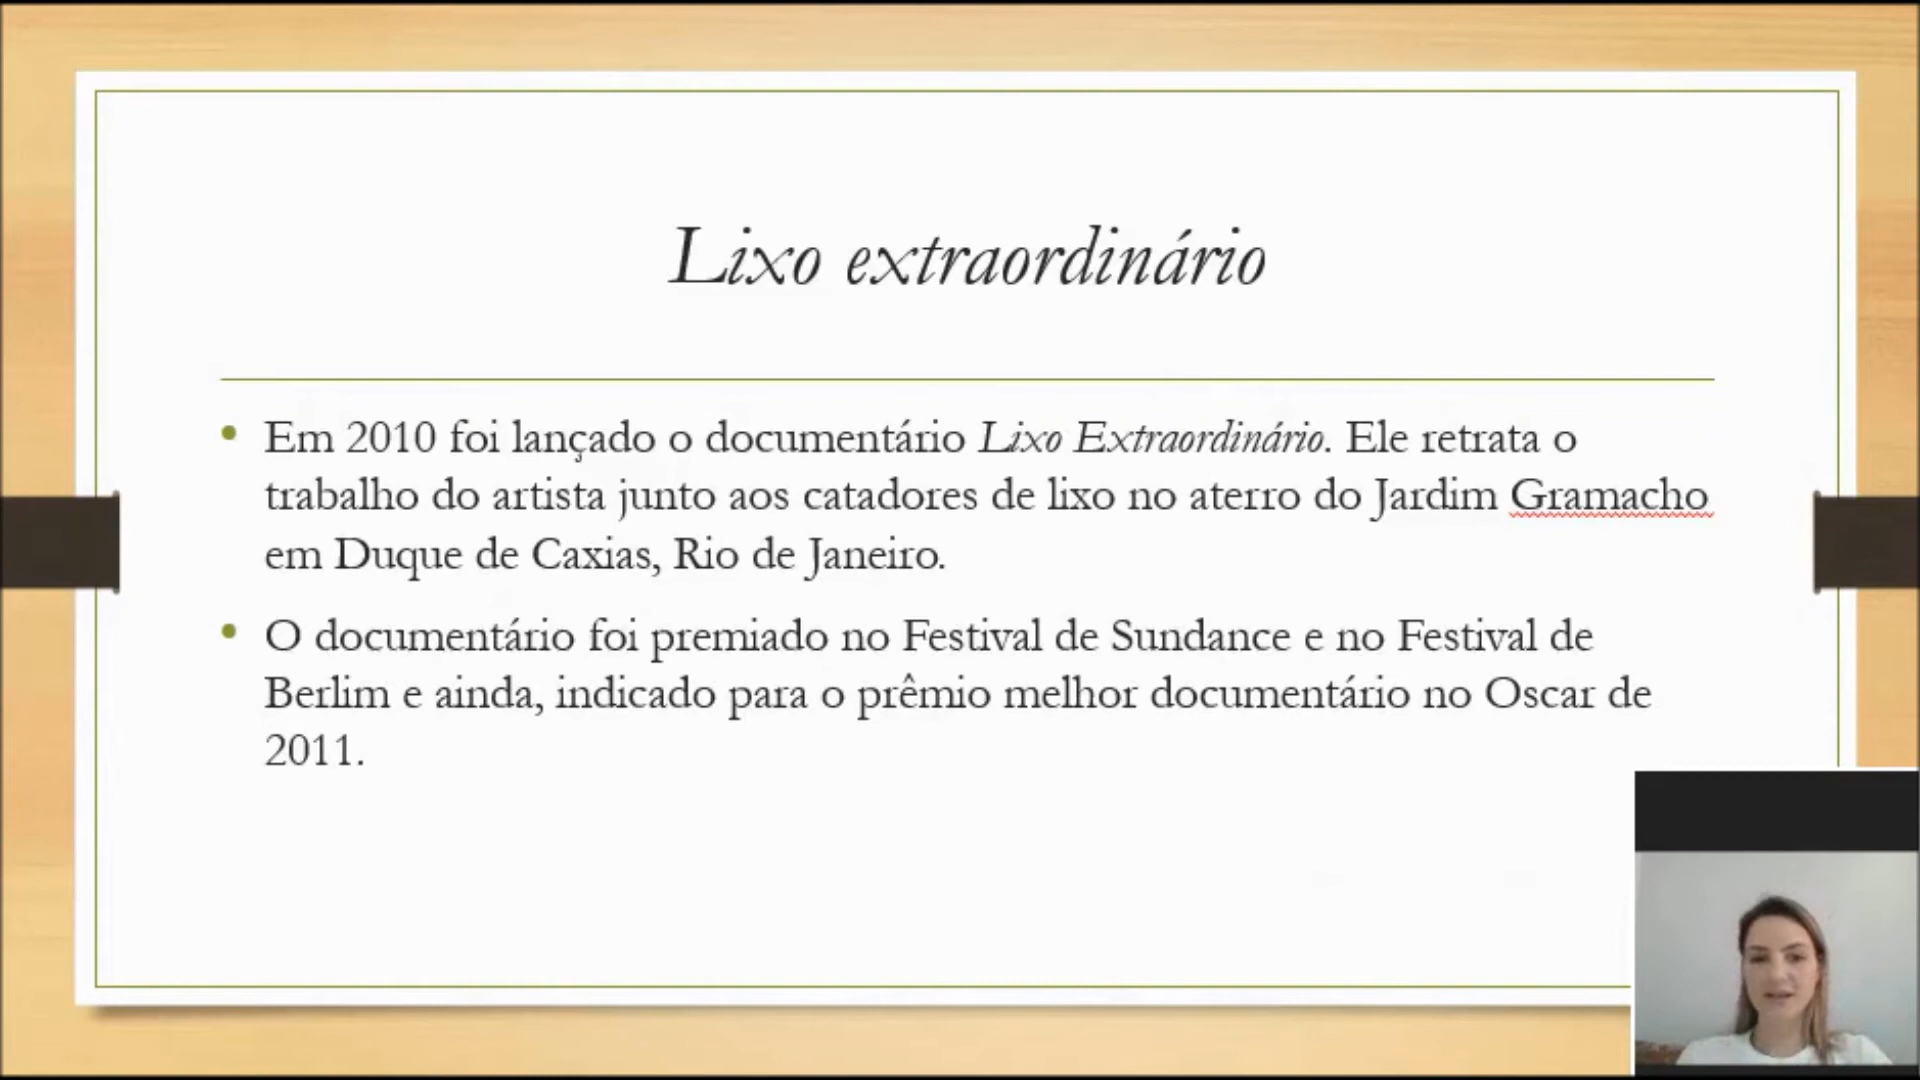 Lixo extraordinário
• Em 2010 foi lançado o documentário Lixo Extraordinário. Ele retrata o
trabalho do artista junto aos catadores de lixo no aterro do Jardim Gramacho
em Duque de Caxias, Rio de Janeiro.
• O documentário foi premiado no Festival de Sundance e no Festival de
Berlim e ainda, indicado para o prêmio melhor documentário no Oscar de
2011.